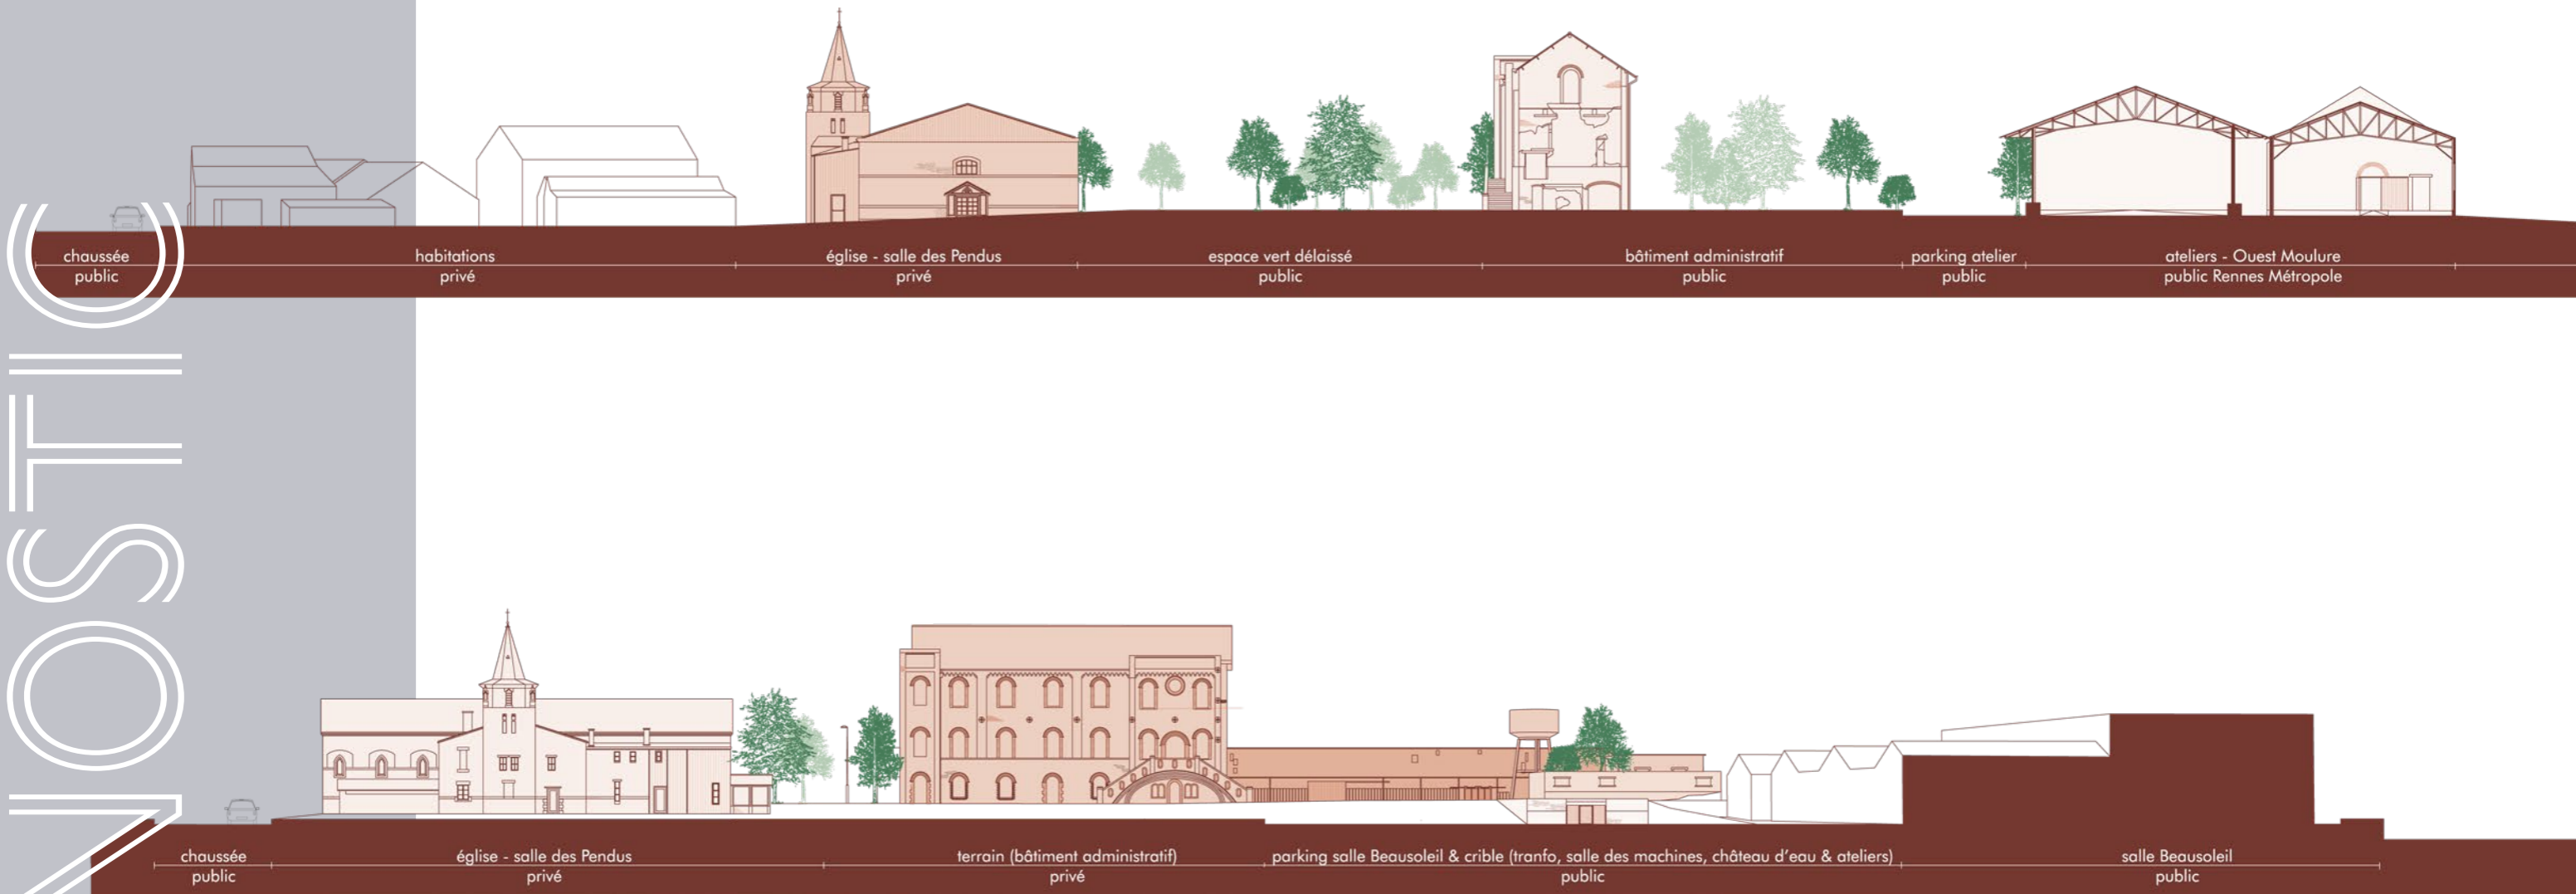 NOSTIC
chaussée
public
habitations
privé
église - salle des Pendus
privé
espace vert délaissé
public
bâtiment administratif
public
parking atelier
public
ateliers - Ouest Moulure
public Rennes Métropole
chaussée
public
église - salle des Pendus
privé
terrain (bâtiment administratif)
privé
parking salle Beausoleil & crible (tranfo, salle des machines, château d'eau & ateliers)
public
salle Beausoleil
public